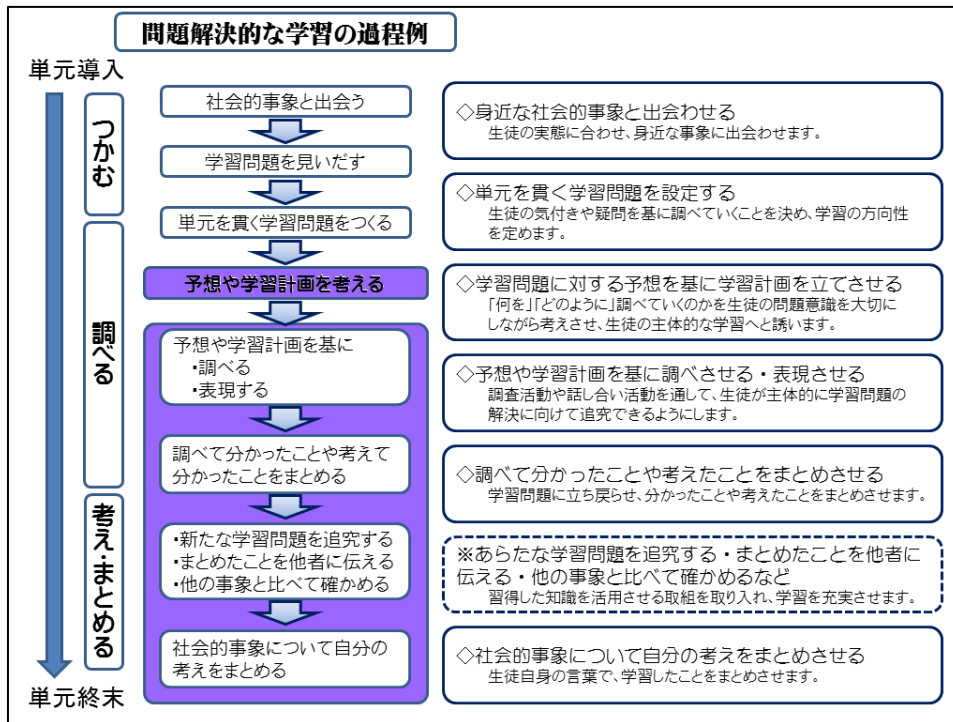 問題解決的な学習の過程例
単元導入
つかむ
調べる
考え・まとめる
単元終末
社会的事象と出会う
学習問題を見いだす
単元を貫く学習問題をつくる
予想や学習計画を考える
予想や学習計画を基に
・調べる
・表現する
調べて分かったことや考えて
分かったことをまとめる
・新たな学習問題を追究する
・まとめたことを他者に伝える
・他の事象と比べて確かめる
社会的事象について自分の
考えをまとめる
◇身近な社会的事象と出会わせる
生徒の実態に合わせ、身近な事象に出会わせます。
◇単元を貫く学習問題を設定する
生徒の気付きや疑問を基に調べていくことを決め、学習の方向性
を定めます。
◇学習問題に対する予想を基に学習計画を立てさせる
「何を」「どのように」調べていくのかを生徒の問題意識を大切に
しながら考えさせ、生徒の主体的な学習へと誘います。
◇予想や学習計画を基に調べさせる・表現させる
調査活動や話し合い活動を通して、生徒が主体的に学習問題の
解決に向けて追究できるようにします。
◇調べて分かったことや考えたことをまとめさせる
学習問題に立ち戻らせ、分かったことや考えたことをまとめさせます。
※あらたな学習問題を追究する・まとめたことを他者に
伝える・他の事象と比べて確かめるなど
習得した知識を活用させる取組を取り入れ、学習を充実させます。
◇社会的事象について自分の考えをまとめさせる
生徒自身の言葉で、学習したことをまとめさせます。